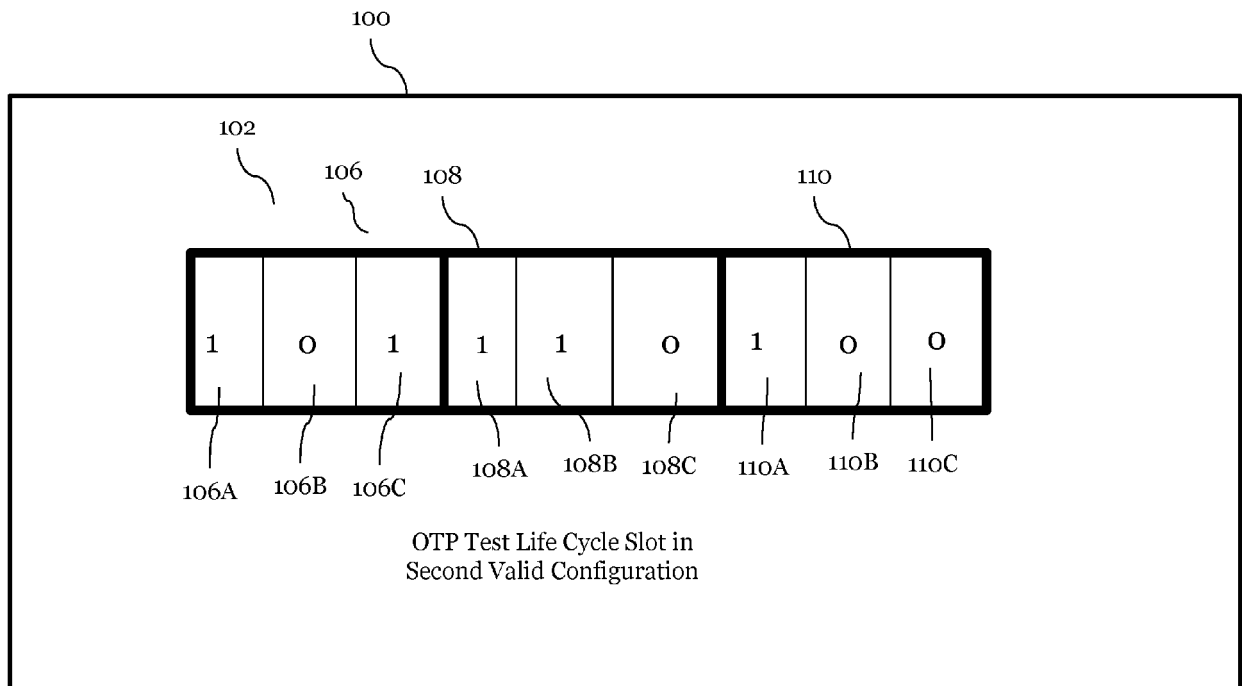 100
102
106
108
110
1 0 1 1 1 0 1 0 0
106A 106B 106C 108A 108B 108C 110A 110B 110C
OTP Test Life Cycle Slot in
Second Valid Configuration